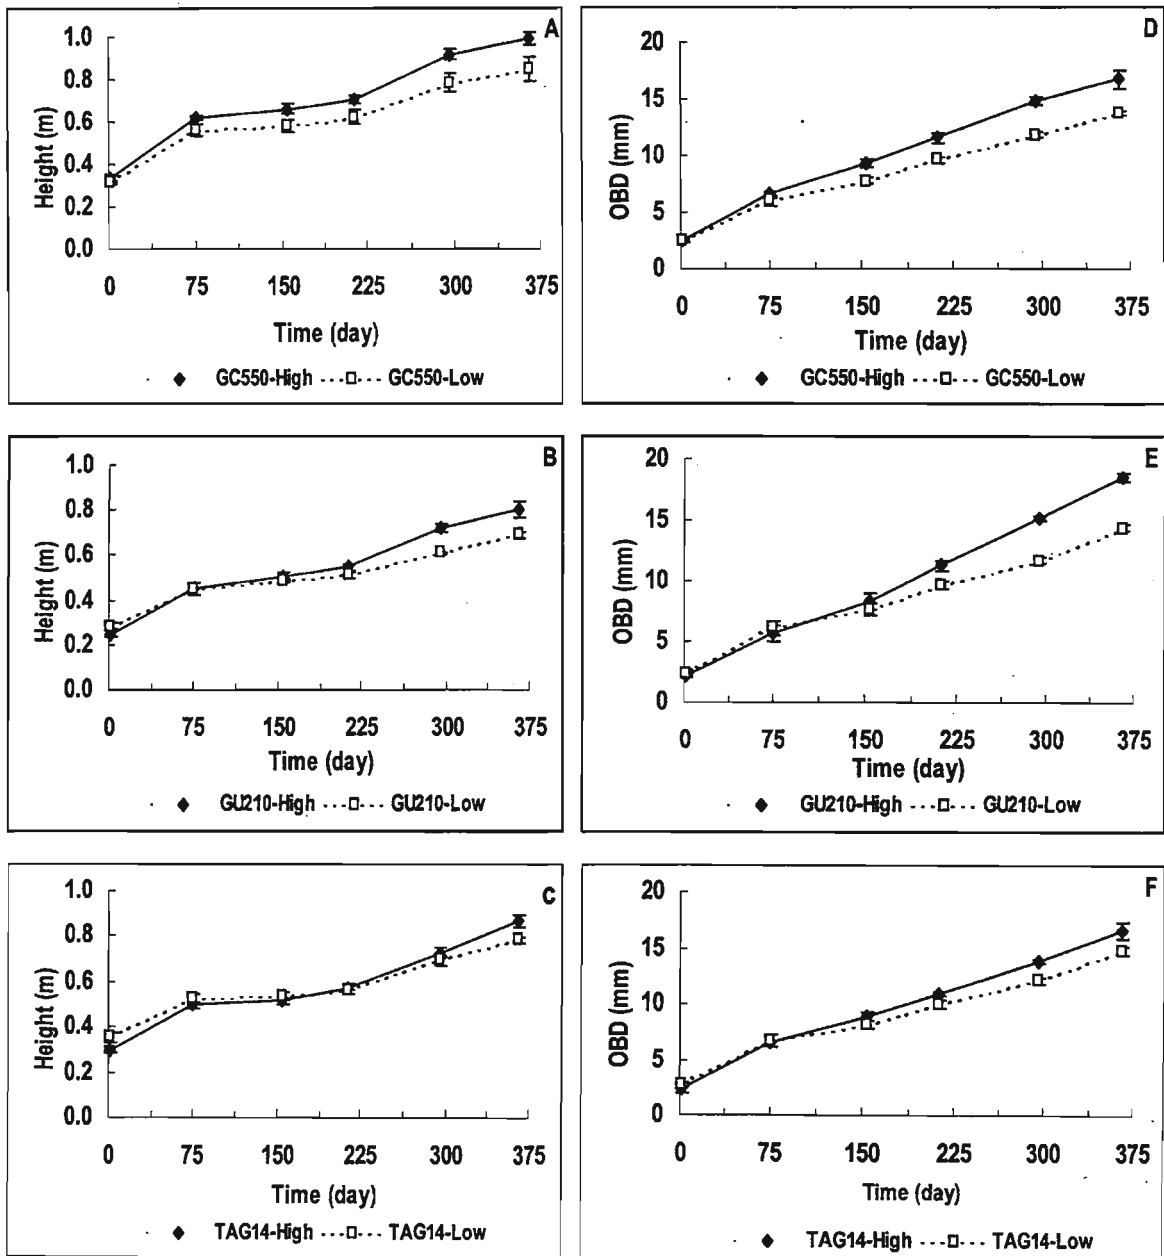 A
1.0
0.8
0.6
0.4
0.2
0.0
Height (m)
0 75 150 225 300 375
Time (day)
GC550-High GC550-Low
D
20
15
10
5
0
OBD (mm)
0 75 150 225 300 375
Time (day)
GC550-High GC550-Low
B
1.0
0.8
0.6
0.4
0.2
0.0
Height (m)
0 75 150 225 300 375
Time (day)
GU210-High GU210-Low
E
20
15
10
5
0
OBD (mm)
0 75 150 225 300 375
Time (day)
GU210-High GU210-Low
C
1.0
0.8
0.6
0.4
0.2
0.0
Height (m)
0 75 150 225 300 375
Time (day)
TAG14-High TAG14-Low
F
20
15
10
5
0
OBD (mm)
0 75 150 225 300 375
Time (day)
TAG14-High TAG14-Low